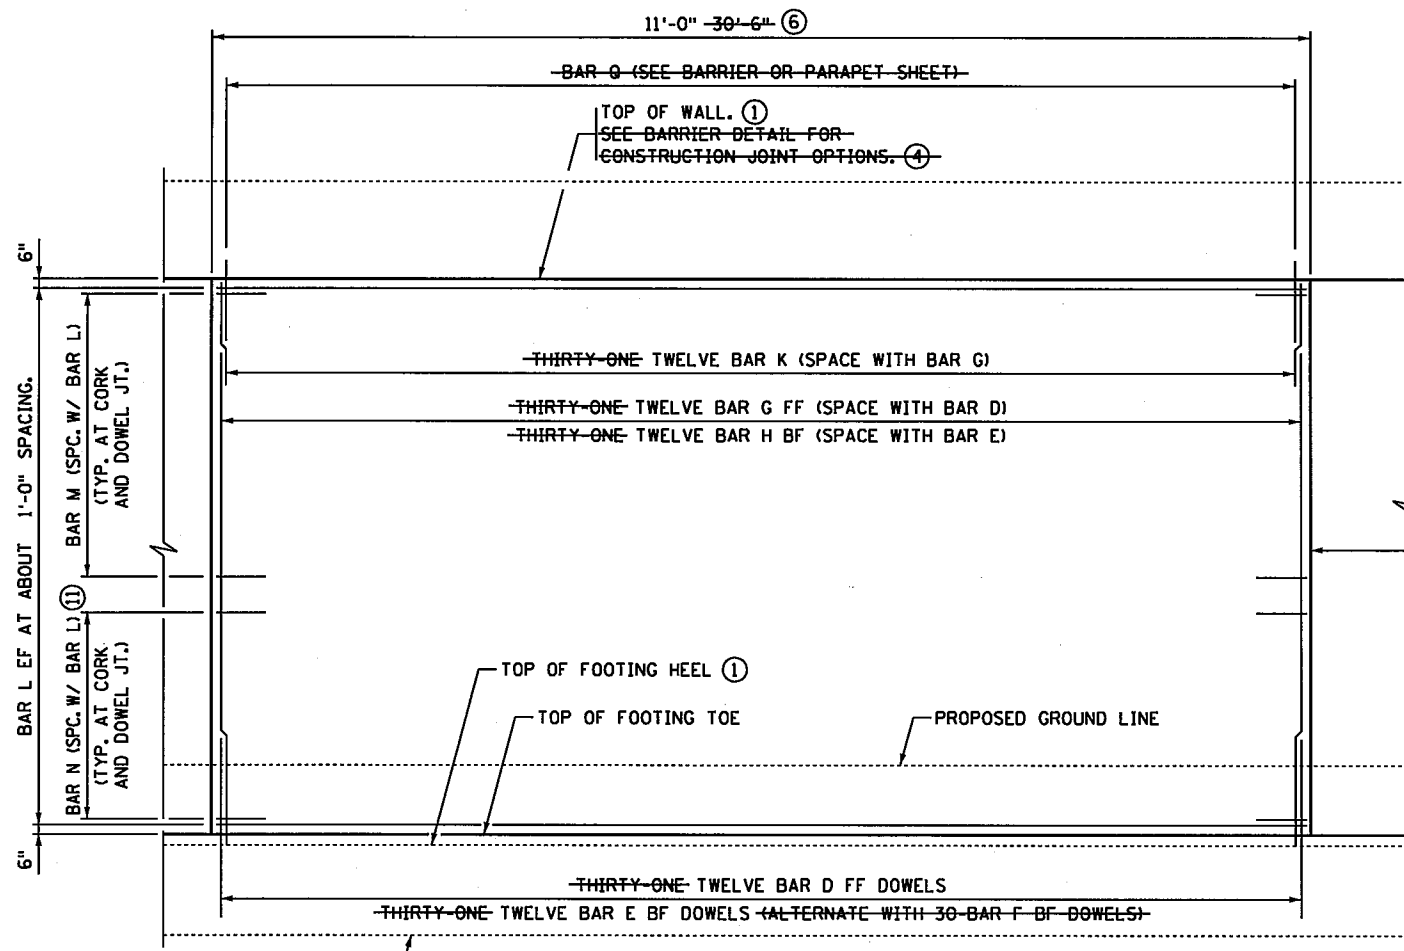 11'-0" 30'-6" ⑥
BAR Q (SEE BARRIER OR PARAPET SHEET)
TOP OF WALL. ①
SEE BARRIER DETAIL FOR
CONSTRUCTION JOINT OPTIONS. ④
6"
BAR L EF AT ABOUT 1'-0" SPACING.
BAR M (SPC. W/ BAR L)
(TYP. AT CORK
AND DOWEL JT.)
THIRTY-ONE TWELVE BAR K (SPACE WITH BAR G)
THIRTY-ONE TWELVE BAR G FF (SPACE WITH BAR D)
THIRTY-ONE TWELVE BAR H BF (SPACE WITH BAR E)
BAR N (SPC. W/ BAR L) ⑪
(TYP. AT CORK
AND DOWEL JT.)
TOP OF FOOTING HEEL ①
TOP OF FOOTING TOE
PROPOSED GROUND LINE
6"
THIRTY-ONE TWELVE BAR D FF DOWELS
THIRTY-ONE TWELVE BAR E BF DOWELS (ALTERNATE WITH 30-BAR F BF DOWELS)